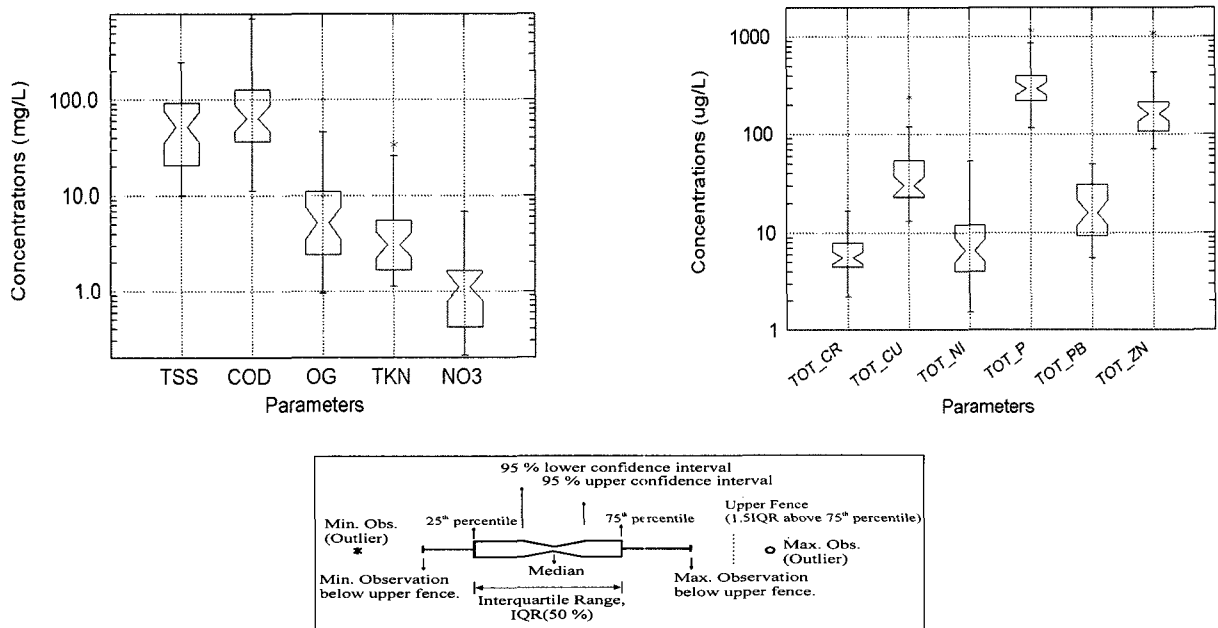 Concentrations (mg/L)
100.0
10.0
1.0
TSS COD OG TKN NO3
Parameters
Concentrations (ug/L)
1000
100
10
1
TOT_CR TOT_CU TOT_NI TOT_P TOT_PB TOT_ZN
Parameters
95 % lower confidence interval
95 % upper confidence interval
Min. Obs.
(Outlier)
25th percentile
75th percentile
Upper Fence
(1.5IQR above 75th percentile)
Max. Obs.
(Outlier)
Min. Observation
below upper fence.
Median
Interquartile Range,
IQR(50 %)
Max. Observation
below upper fence.